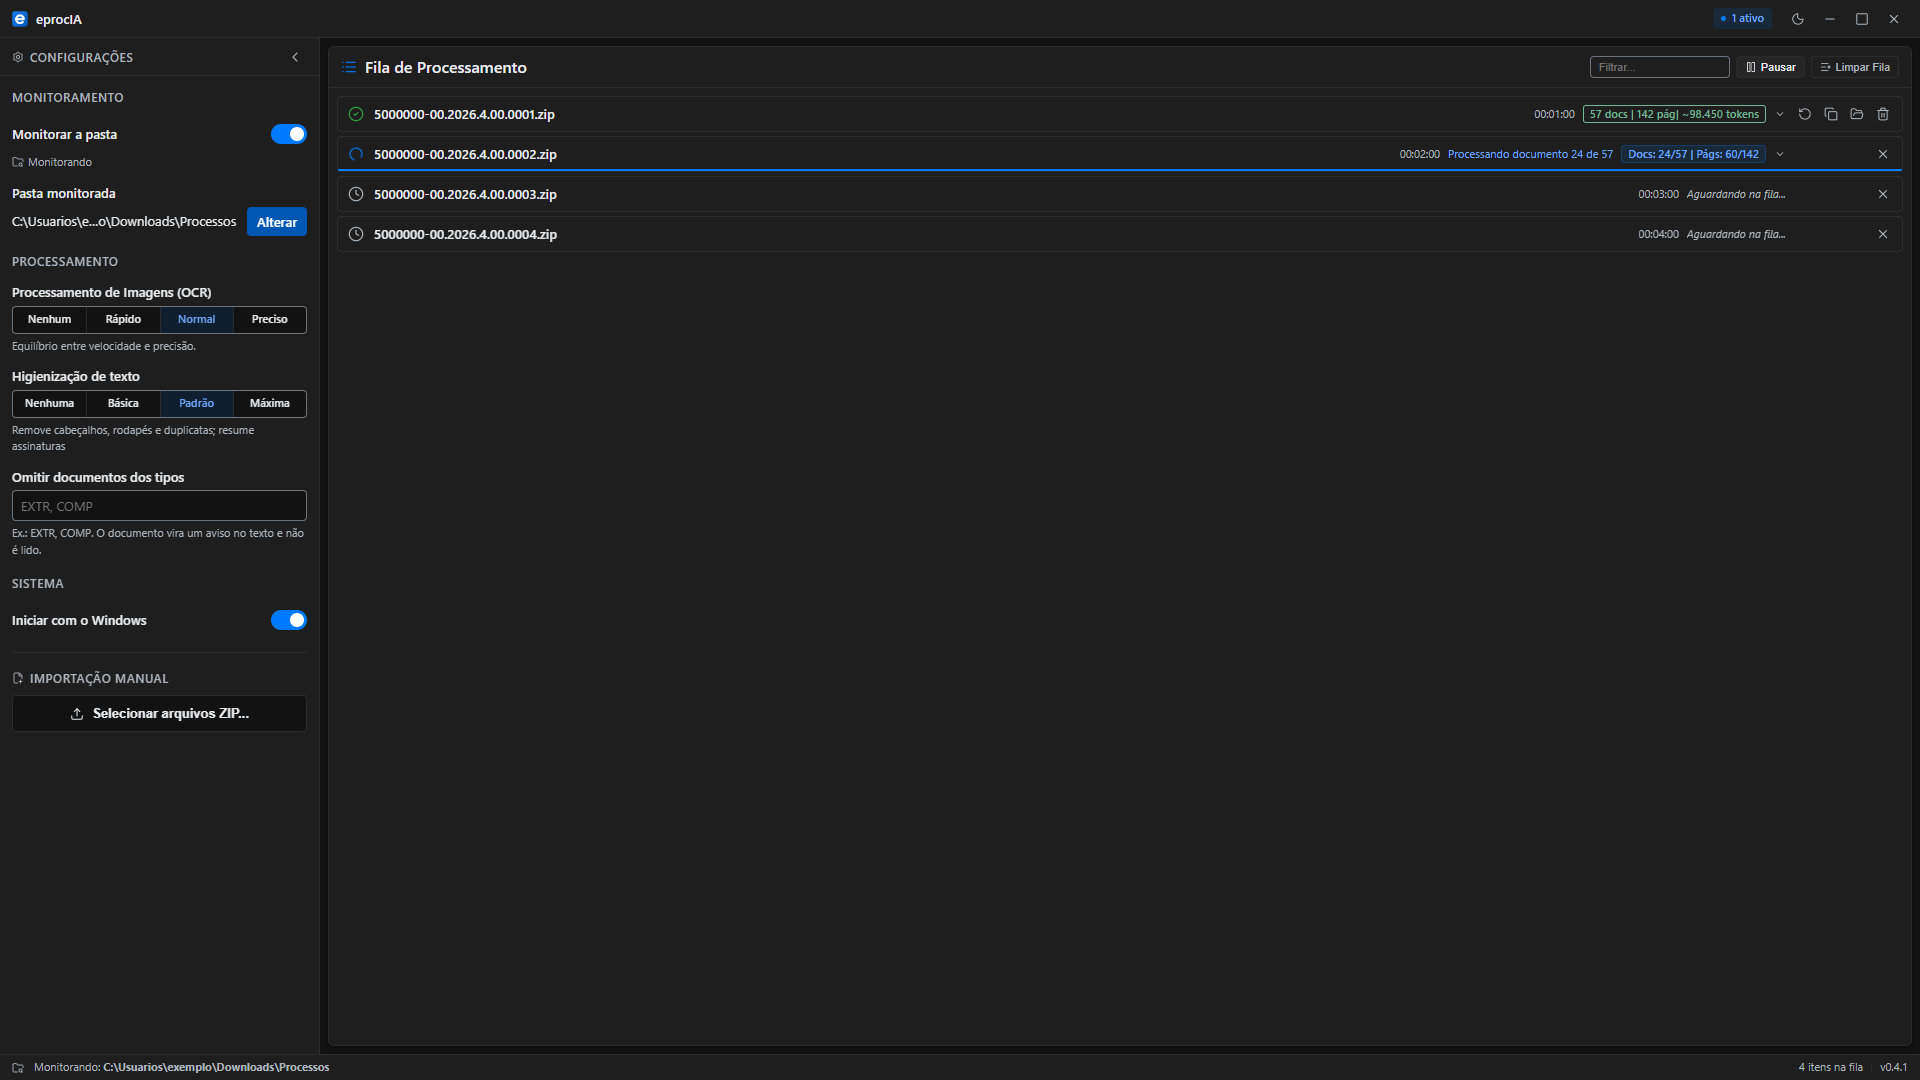 eprocIA
1 ativo
CONFIGURAÇÕES
MONITORAMENTO
Monitorar a pasta
Monitorando
Pasta monitorada
C:\Usuarios\e...o\Downloads\Processos
Alterar
PROCESSAMENTO
Processamento de Imagens (OCR)
Nenhum Rápido Normal Preciso
Equilíbrio entre velocidade e precisão.
Higienização de texto
Nenhuma Básica Padrão Máxima
Remove cabeçalhos, rodapés e duplicatas; resume
assinaturas
Omitir documentos dos tipos
EXTR, COMP
Ex.: EXTR, COMP. O documento vira um aviso no texto e não
é lido.
SISTEMA
Iniciar com o Windows
IMPORTAÇÃO MANUAL
Selecionar arquivos ZIP...
Fila de Processamento
Filtrar...
Pausar
Limpar Fila
5000000-00.2026.4.00.0001.zip 00:01:00 57 docs | 142 pág| ~98.450 tokens
5000000-00.2026.4.00.0002.zip 00:02:00 Processando documento 24 de 57 Docs: 24/57 | Págs: 60/142
5000000-00.2026.4.00.0003.zip 00:03:00 Aguardando na fila...
5000000-00.2026.4.00.0004.zip 00:04:00 Aguardando na fila...
Monitorando: C:\Usuarios\exemplo\Downloads\Processos
4 itens na fila v0.4.1